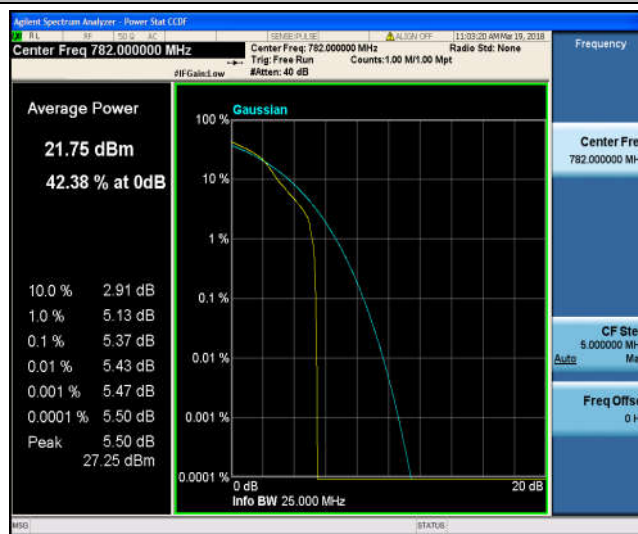 Agilent Spectrum Analyzer - Power Stat CCDF
RL RF 50 Ω AC SENSE:PULSE ALIGN OFF 11:03:20 AM Mar 19, 2018
Center Freq 782.000000 MHz
Center Freq: 782.000000 MHz Radio Std: None
Trig: Free Run Counts:1.00 M/1.00 Mpt
#IFGain:Low #Atten: 40 dB
Frequency
Average Power
21.75 dBm
42.38 % at 0dB
10.0 % 2.91 dB
1.0 % 5.13 dB
0.1 % 5.37 dB
0.01 % 5.43 dB
0.001 % 5.47 dB
0.0001 % 5.50 dB
Peak 5.50 dB
27.25 dBm
Gaussian
100 %
10 %
1 %
0.1 %
0.01 %
0.001 %
0.0001 %
0 dB 20 dB
Info BW 25.000 MHz
Center Fre
782.000000 MH
CF Ste
5.000000 MH
Auto Ma
Freq Offse
0 H
MSG STATUS